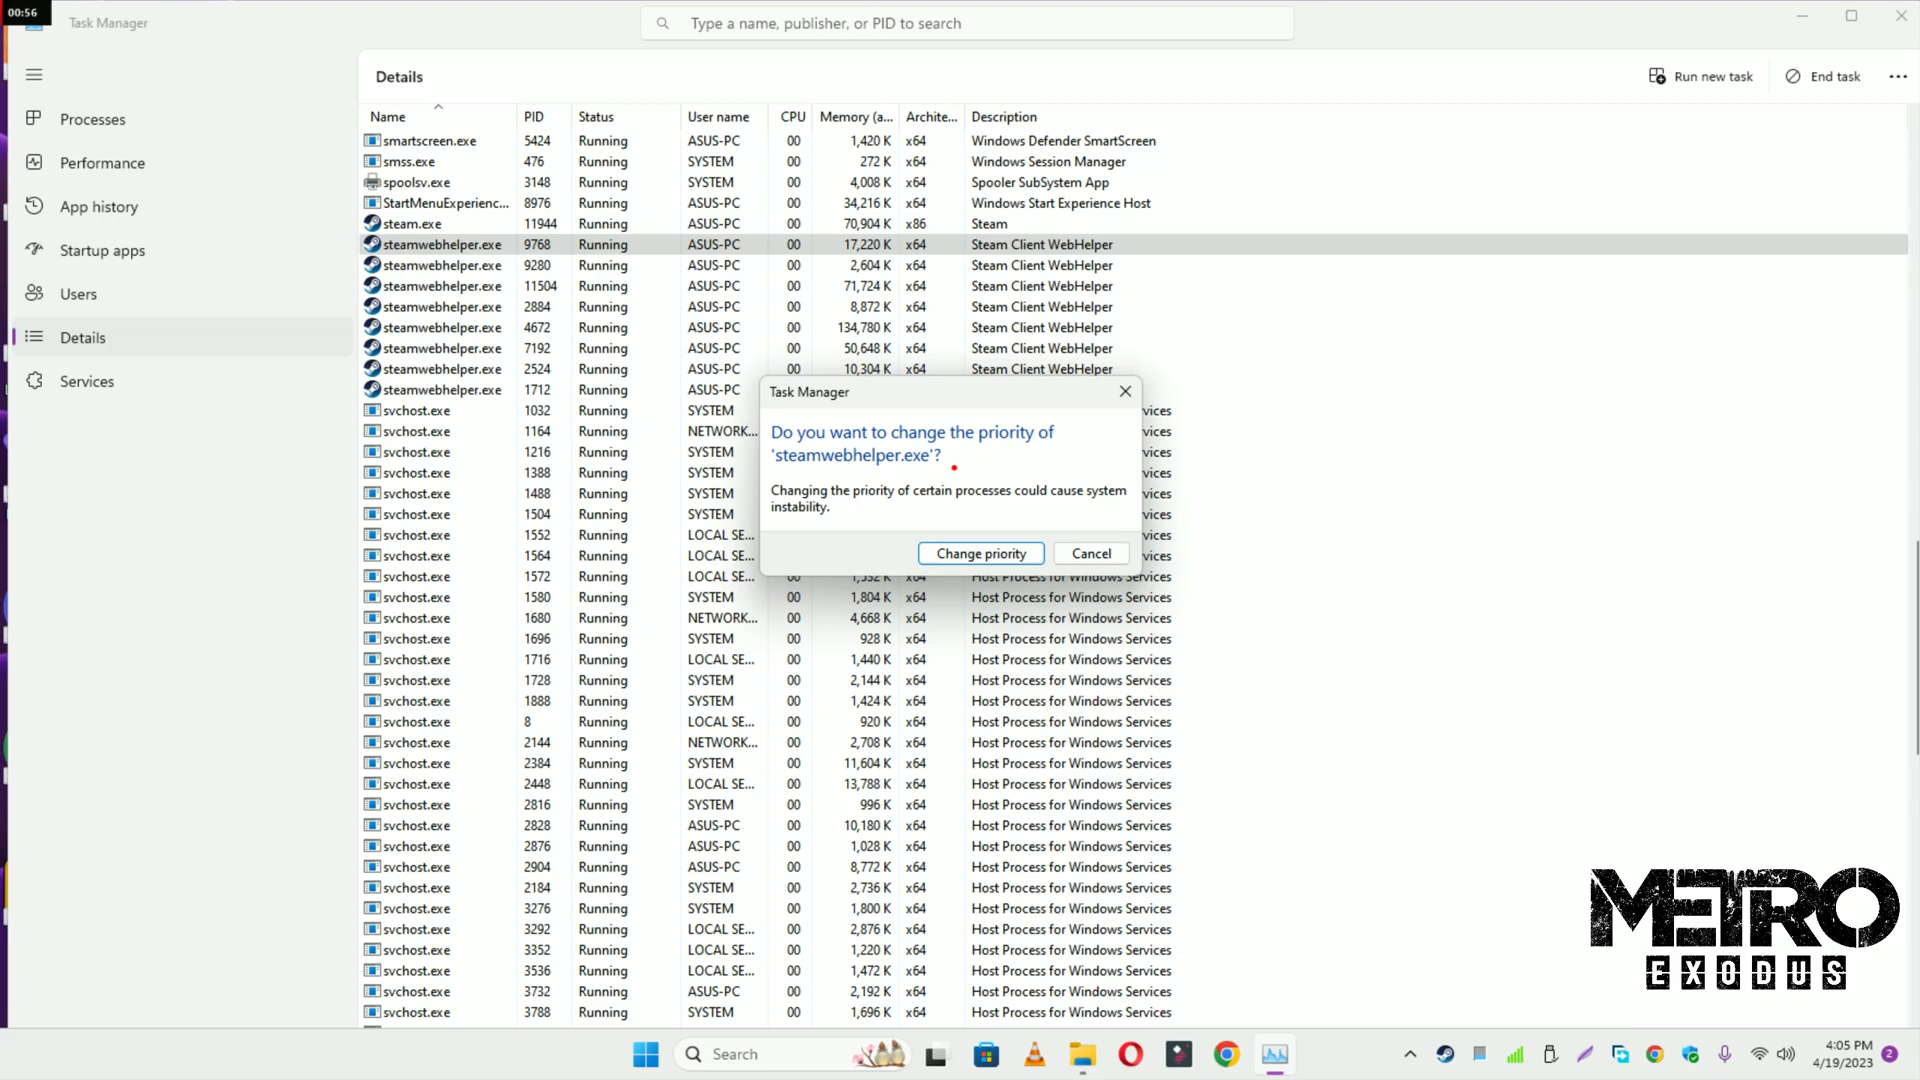 00:56
Task Manager
Type a name, publisher, or PID to search
Details
Run new task
End task
Processes
Performance
App history
Startup apps
Users
Details
Services
Name PID Status User name CPU Memory (a... Archite... Description
smartscreen.exe 5424 Running ASUS-PC 00 1,420 K x64 Windows Defender SmartScreen
smss.exe 476 Running SYSTEM 00 272 K x64 Windows Session Manager
spoolsv.exe 3148 Running SYSTEM 00 4,008 K x64 Spooler SubSystem App
StartMenuExperienc... 8976 Running ASUS-PC 00 34,216 K x64 Windows Start Experience Host
steam.exe 11944 Running ASUS-PC 00 70,904 K x86 Steam
steamwebhelper.exe 9768 Running ASUS-PC 00 17,220 K x64 Steam Client WebHelper
steamwebhelper.exe 9280 Running ASUS-PC 00 2,604 K x64 Steam Client WebHelper
steamwebhelper.exe 11504 Running ASUS-PC 00 71,724 K x64 Steam Client WebHelper
steamwebhelper.exe 2884 Running ASUS-PC 00 8,872 K x64 Steam Client WebHelper
steamwebhelper.exe 4672 Running ASUS-PC 00 134,780 K x64 Steam Client WebHelper
steamwebhelper.exe 7192 Running ASUS-PC 00 50,648 K x64 Steam Client WebHelper
steamwebhelper.exe 2524 Running ASUS-PC 00 10,304 K x64 Steam Client WebHelper
steamwebhelper.exe 1712 Running ASUS-PC
svchost.exe 1032 Running SYSTEM vices
svchost.exe 1164 Running NETWORK... vices
svchost.exe 1216 Running SYSTEM vices
svchost.exe 1388 Running SYSTEM vices
svchost.exe 1488 Running SYSTEM vices
svchost.exe 1504 Running SYSTEM vices
svchost.exe 1552 Running LOCAL SE... vices
svchost.exe 1564 Running LOCAL SE... vices
svchost.exe 1572 Running LOCAL SE... 00 1,532 K x64 Host Process for Windows Services
svchost.exe 1580 Running SYSTEM 00 1,804 K x64 Host Process for Windows Services
svchost.exe 1680 Running NETWORK... 00 4,668 K x64 Host Process for Windows Services
svchost.exe 1696 Running SYSTEM 00 928 K x64 Host Process for Windows Services
svchost.exe 1716 Running LOCAL SE... 00 1,440 K x64 Host Process for Windows Services
svchost.exe 1728 Running SYSTEM 00 2,144 K x64 Host Process for Windows Services
svchost.exe 1888 Running SYSTEM 00 1,424 K x64 Host Process for Windows Services
svchost.exe 8 Running LOCAL SE... 00 920 K x64 Host Process for Windows Services
svchost.exe 2144 Running NETWORK... 00 2,708 K x64 Host Process for Windows Services
svchost.exe 2384 Running SYSTEM 00 11,604 K x64 Host Process for Windows Services
svchost.exe 2448 Running LOCAL SE... 00 13,788 K x64 Host Process for Windows Services
svchost.exe 2816 Running SYSTEM 00 996 K x64 Host Process for Windows Services
svchost.exe 2828 Running ASUS-PC 00 10,180 K x64 Host Process for Windows Services
svchost.exe 2876 Running ASUS-PC 00 1,028 K x64 Host Process for Windows Services
svchost.exe 2904 Running ASUS-PC 00 8,772 K x64 Host Process for Windows Services
svchost.exe 2184 Running SYSTEM 00 2,736 K x64 Host Process for Windows Services
svchost.exe 3276 Running SYSTEM 00 1,800 K x64 Host Process for Windows Services
svchost.exe 3292 Running LOCAL SE... 00 2,876 K x64 Host Process for Windows Services
svchost.exe 3352 Running LOCAL SE... 00 1,220 K x64 Host Process for Windows Services
svchost.exe 3536 Running LOCAL SE... 00 1,472 K x64 Host Process for Windows Services
svchost.exe 3732 Running ASUS-PC 00 2,192 K x64 Host Process for Windows Services
svchost.exe 3788 Running SYSTEM 00 1,696 K x64 Host Process for Windows Services
Task Manager
Do you want to change the priority of
'steamwebhelper.exe'?
Changing the priority of certain processes could cause system
instability.
Change priority
Cancel
METRO
EXODUS
Search
4:05 PM
4/19/2023
2